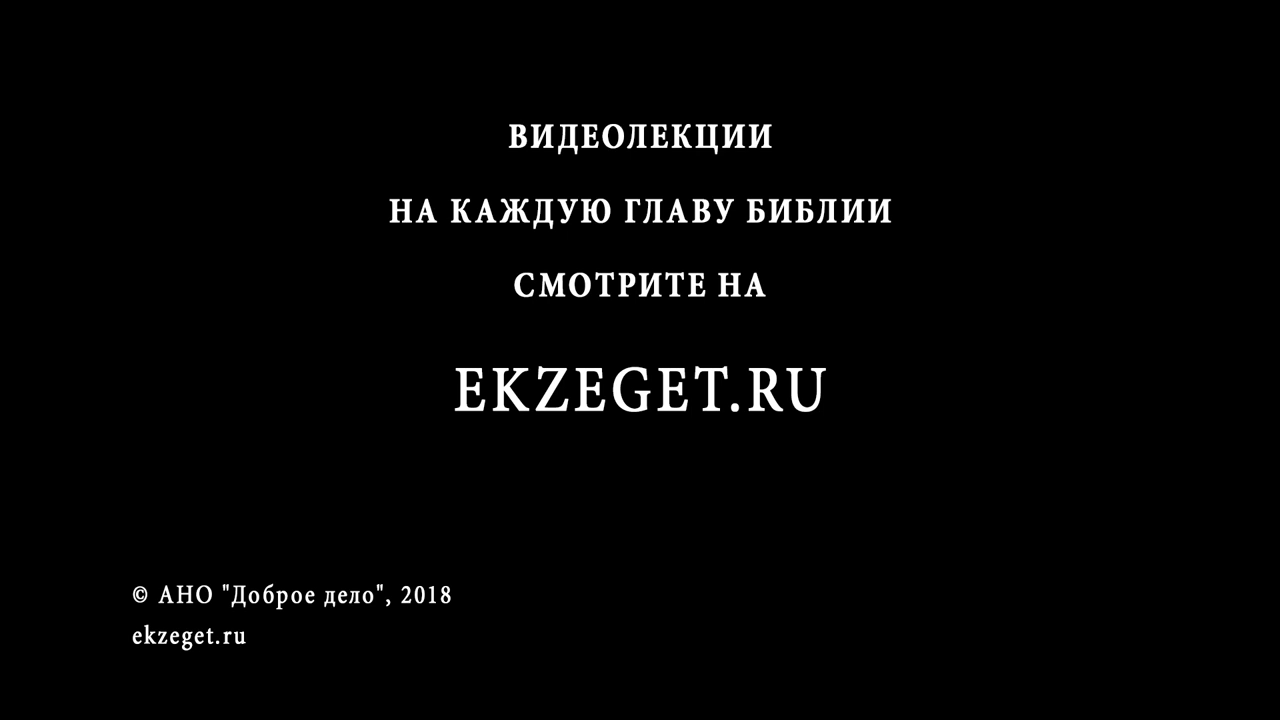 ВИДЕОЛЕКЦИИ
НА КАЖДУЮ ГЛАВУ БИБЛИИ
СМОТРИТЕ НА
EKZEGET.RU
© АНО "Доброе дело", 2018
ekzeget.ru